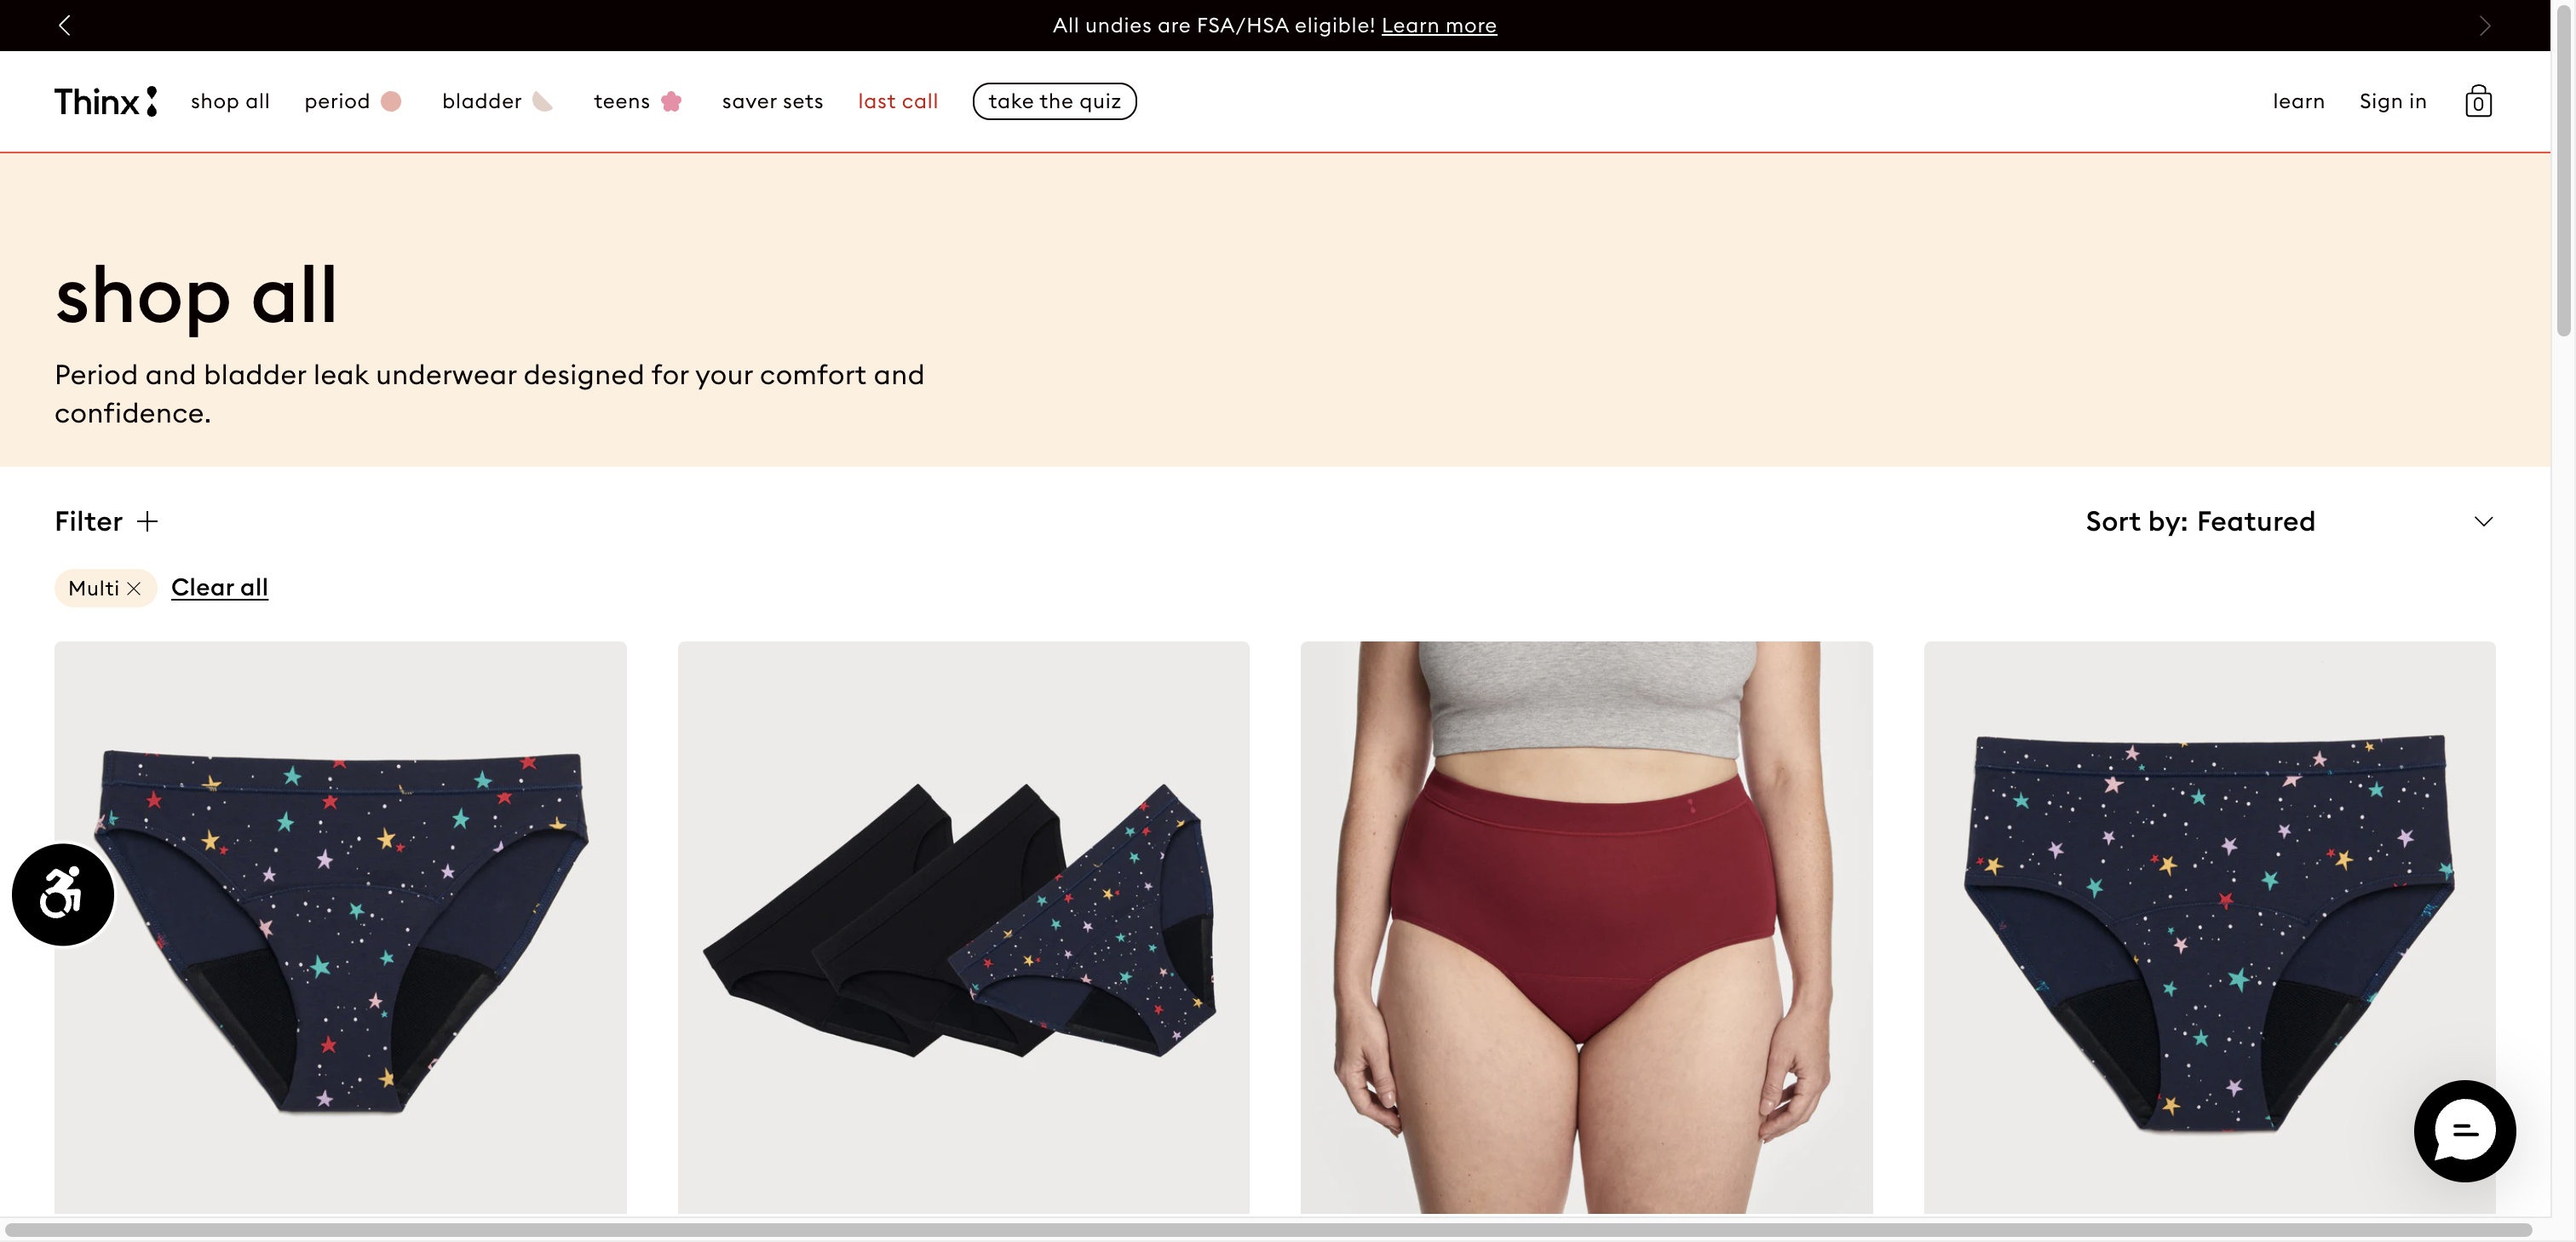 All undies are FSA/HSA eligible! Learn more
Thinx shop all period bladder teens saver sets last call take the quiz learn Sign in 0
shop all
Period and bladder leak underwear designed for your comfort and
confidence.
Filter Sort by: Featured
Multi Clear all